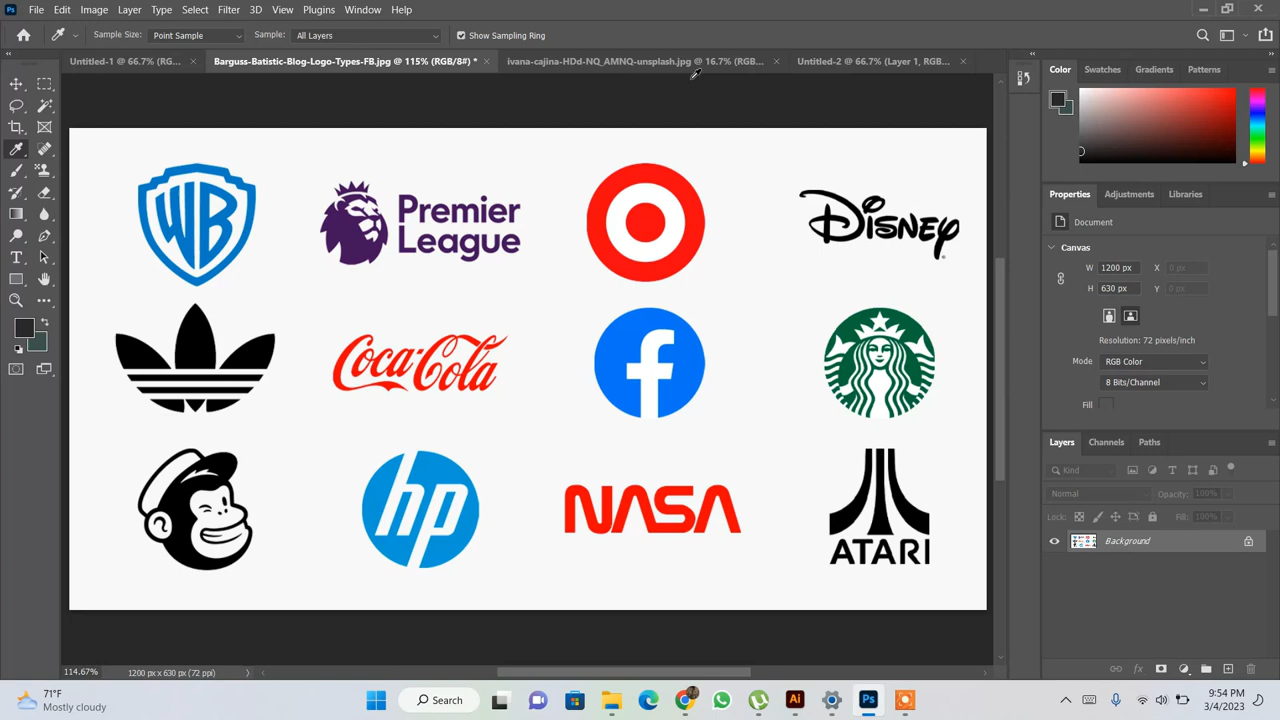 Ps File Edit Image Layer Type Select Filter 3D View Plugins Window Help
Sample Size: Point Sample Sample: All Layers Show Sampling Ring
Untitled-1 @ 66.7% (RG... Barguss-Batistic-Blog-Logo-Types-FB.jpg @ 115% (RGB/8#) * ivana-cajina-HDd-NQ_AMNQ-unsplash.jpg @ 16.7% (RGB... Untitled-2 @ 66.7% (Layer 1, RGB...
WB
Premier
League
Disney
Coca-Cola
f
hp
NASA
ATARI
Color Swatches Gradients Patterns
Properties Adjustments Libraries
Document
Canvas
W 1200 px X 0 px
H 630 px Y 0 px
Resolution: 72 pixels/inch
Mode RGB Color
8 Bits/Channel
Fill
Layers Channels Paths
Kind
Normal Opacity: 100%
Lock: Fill: 100%
Background
114.67% 1200 px x 630 px (72 ppi)
71°F
Mostly cloudy
Search
Ai
Ps
9:54 PM
3/4/2023